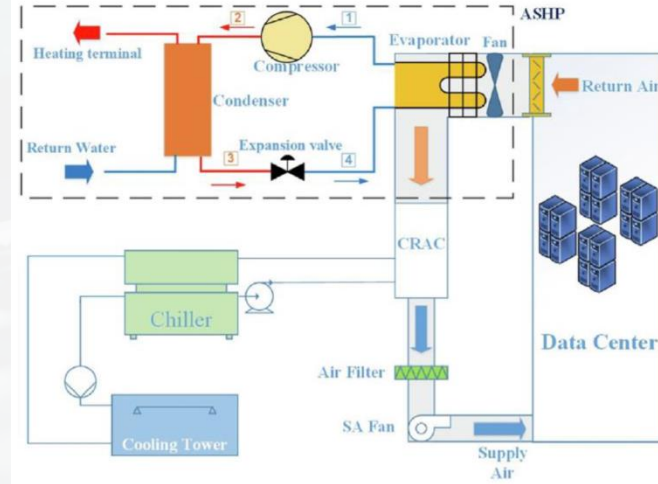 ASHP
2
1
Heating terminal
Compressor
Evaporator
Fan
Condenser
Return Air
Return Water
3
Expansion valve
4
CRAC
Chiller
Data Center
Air Filter
SA Fan
Cooling Tower
Supply
Air